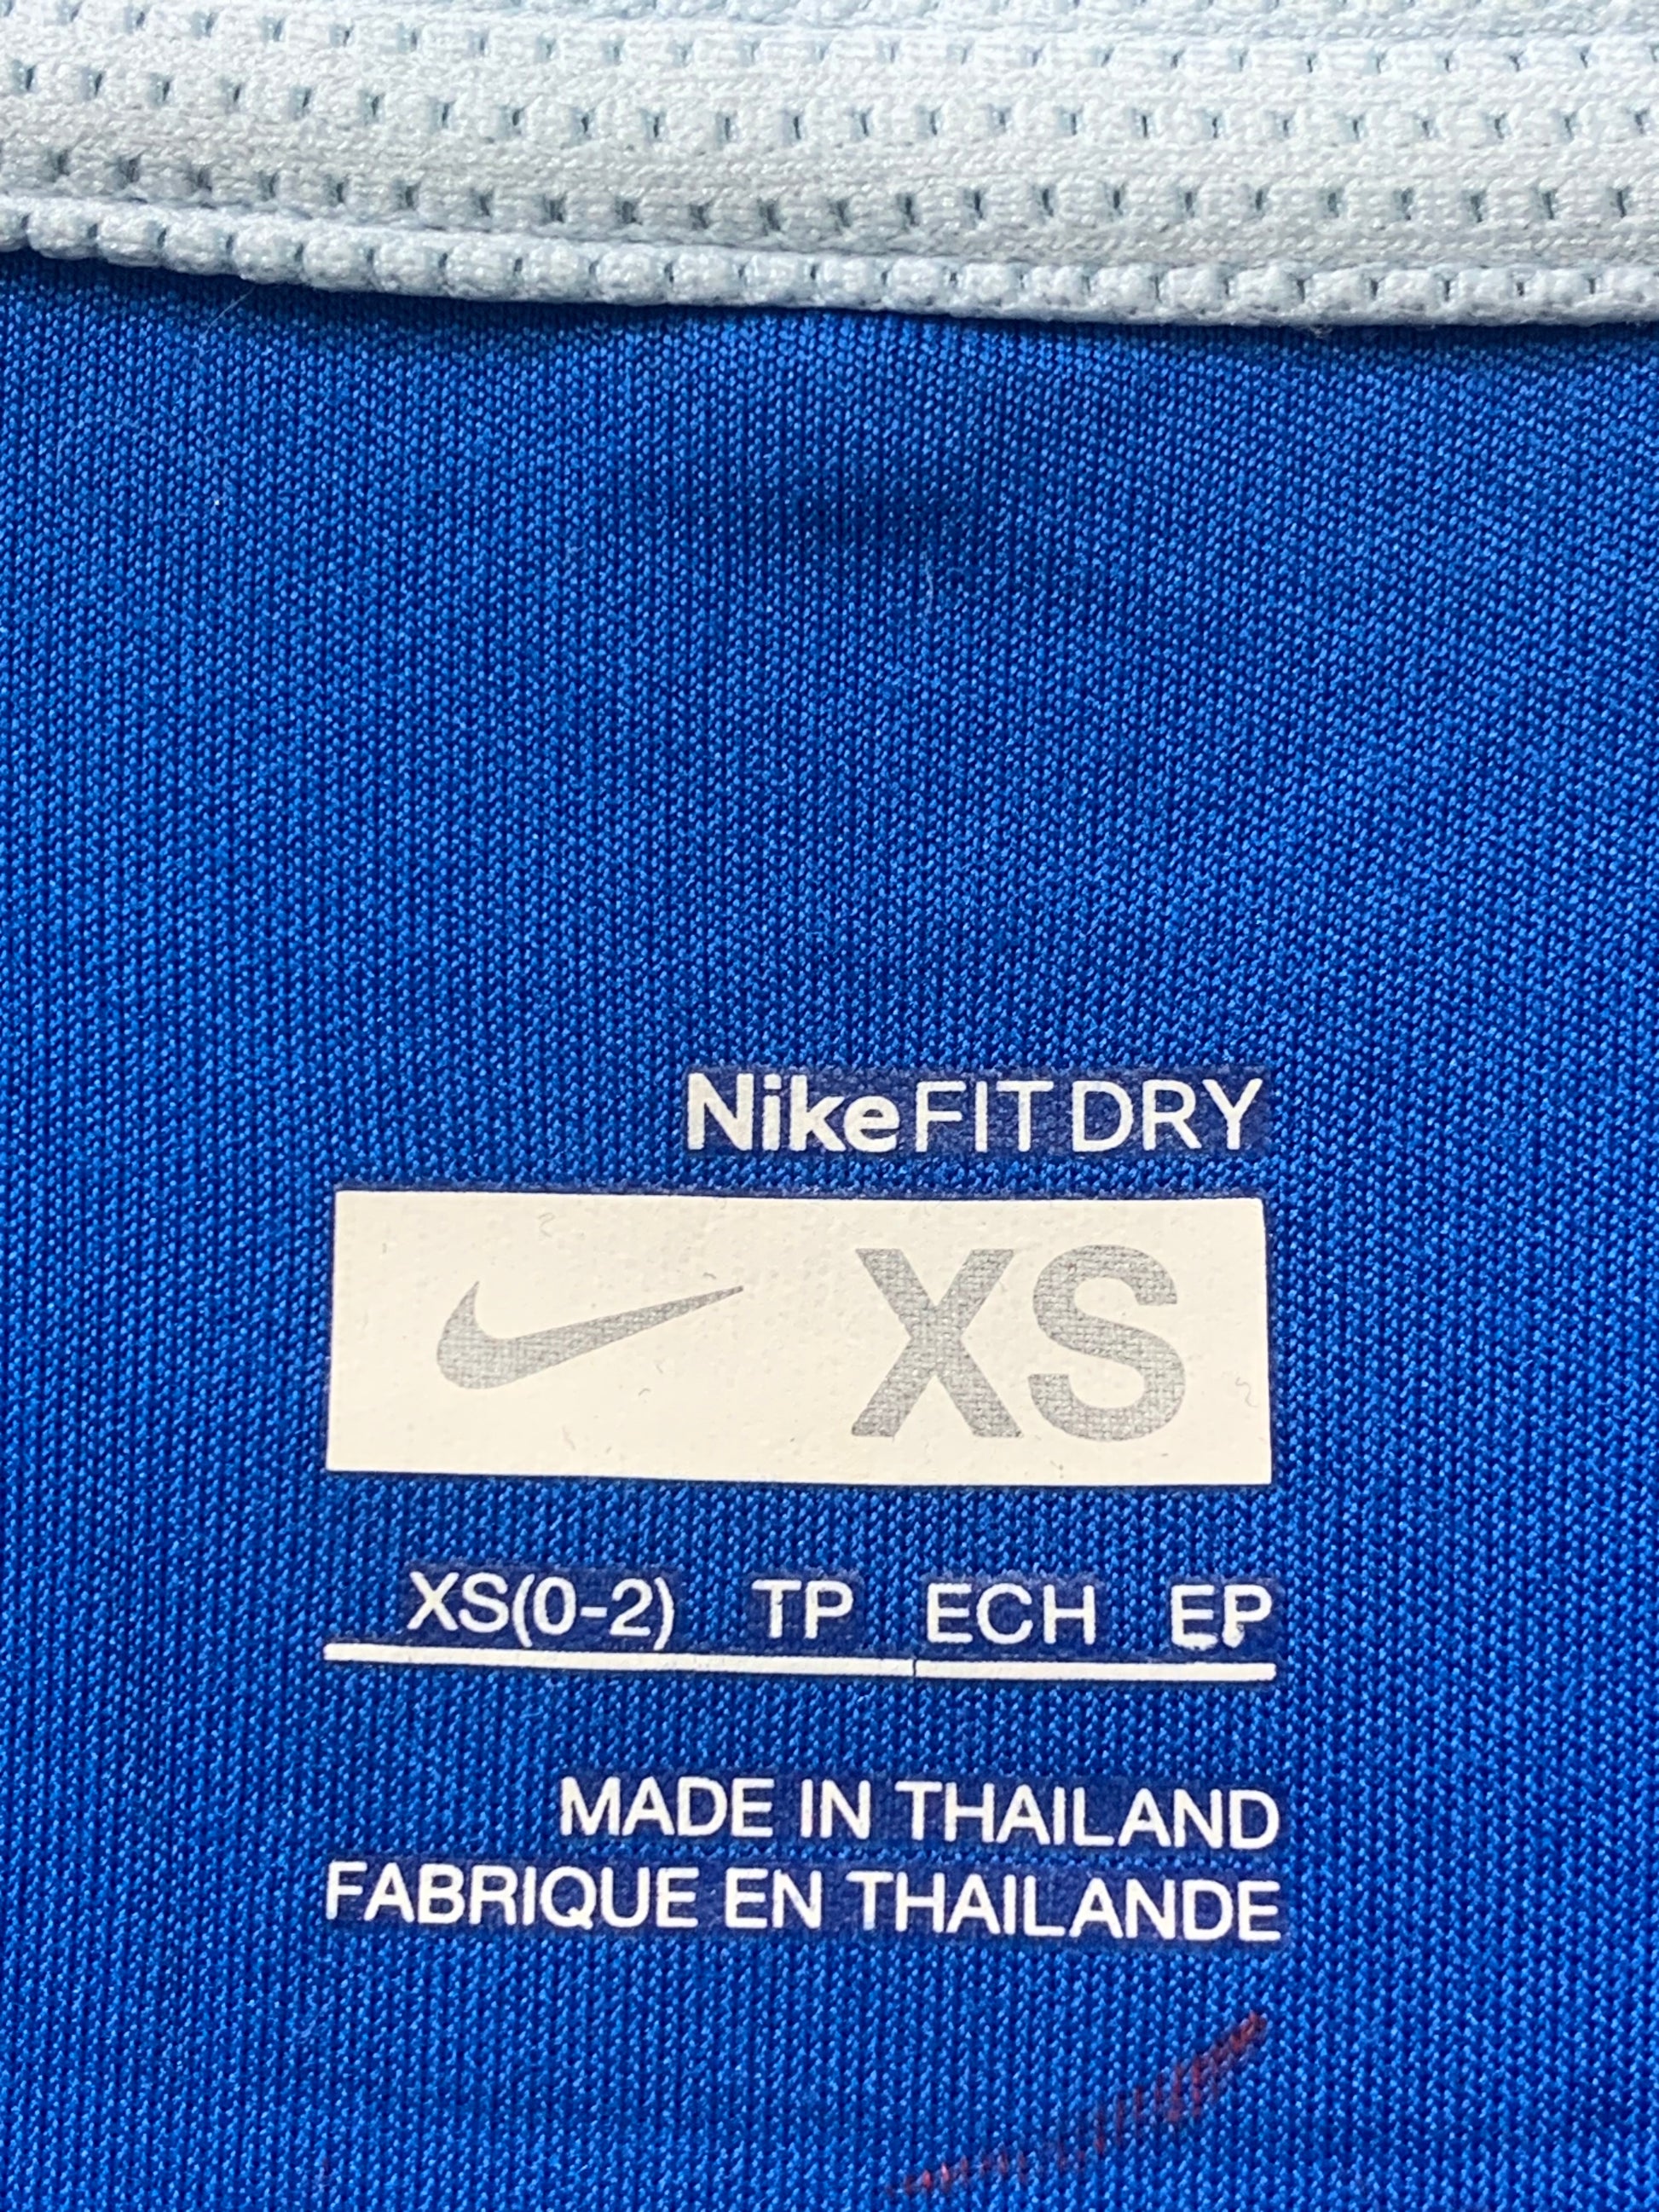 Nike FIT DRY
XS
XS(0-2) TP ECH EP
MADE IN THAILAND
FABRIQUE EN THAILANDE